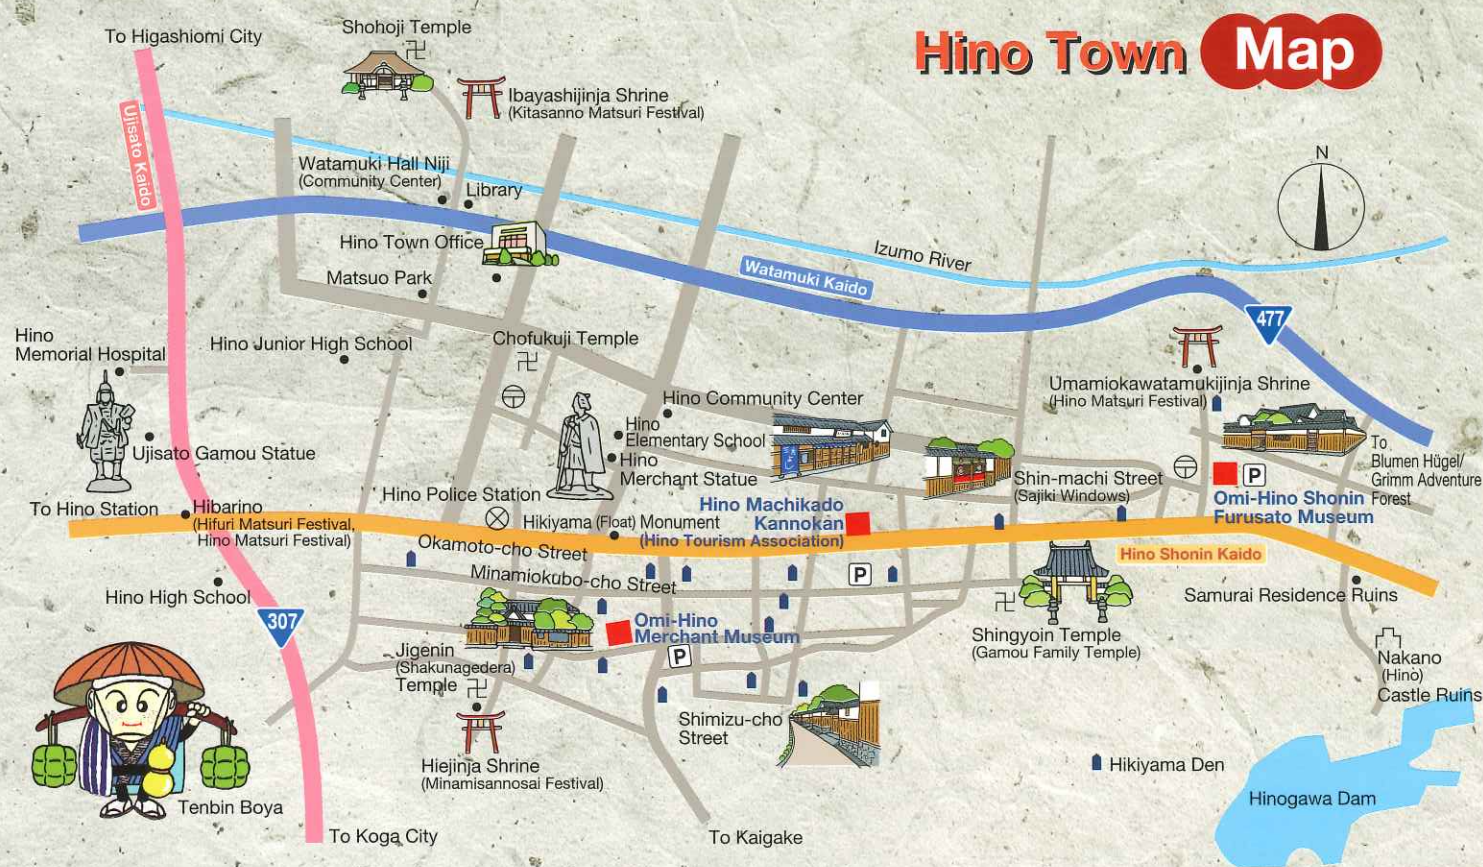 Hino Town Map
To Higashiomi City
Shohoji Temple
卍
Ibayashijinja Shrine
(Kitasanno Matsuri Festival)
Ujisato Kaido
Watamuki Hall Niji
(Community Center)
Library
N
Hino Town Office
Izumo River
Watamuki Kaido
Matsuo Park
477
Hino
Memorial Hospital
Hino Junior High School
Chofukuji Temple
卍
〶
Umamiokawatamukijinja Shrine
(Hino Matsuri Festival)
Hino Community Center
Hino
Elementary School
Hino
Merchant Statue
Ujisato Gamou Statue
To
Blumen Hügel/
Grimm Adventure
Forest
Shin-machi Street
(Sajiki Windows)
〶
P
Omi-Hino Shonin
Furusato Museum
To Hino Station
Hibarino
(Hifuri Matsuri Festival,
Hino Matsuri Festival)
Hino Police Station
Hikiyama (Float) Monument
Hino Machikado
Kannokan
(Hino Tourism Association)
Okamoto-cho Street
Hino Shonin Kaido
Minamiokubo-cho Street
P
Hino High School
307
Samurai Residence Ruins
卍
Shingyoin Temple
(Gamou Family Temple)
Omi-Hino
Merchant Museum
P
Jigenin
(Shakunagedera)
Temple
卍
Nakano
(Hino)
Castle Ruins
Shimizu-cho
Street
Hiejinja Shrine
(Minamisannosai Festival)
Hikiyama Den
Hinogawa Dam
Tenbin Boya
To Koga City
To Kaigake